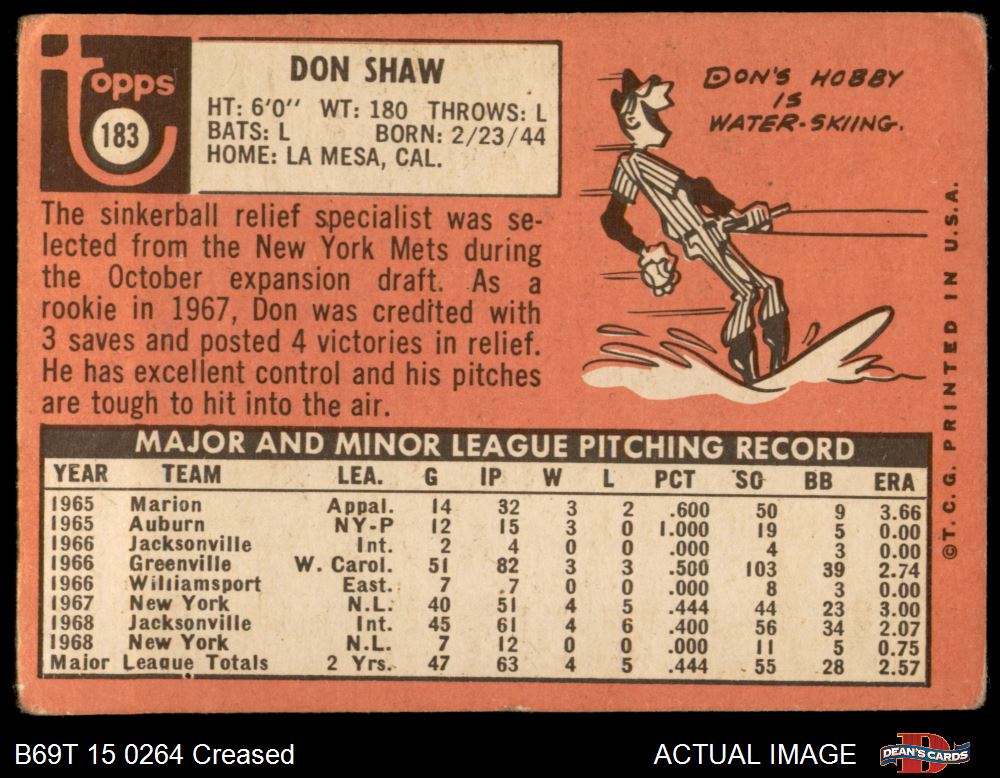 Topps
183
DON SHAW
HT: 6'0" WT: 180 THROWS: L
BATS: L BORN: 2/23/44
HOME: LA MESA, CAL.
DON'S HOBBY
IS
WATER-SKIING.
The sinkerball relief specialist was se-
lected from the New York Mets during
the October expansion draft. As a
rookie in 1967, Don was credited with
3 saves and posted 4 victories in relief.
He has excellent control and his pitches
are tough to hit into the air.
©T.C.G. PRINTED IN U.S.A.
MAJOR AND MINOR LEAGUE PITCHING RECORD
YEAR TEAM LEA. G IP W L PCT SO BB ERA
1965 Marion Appal. 14 32 3 2 .600 50 9 3.66
1965 Auburn NY-P 12 15 3 0 1.000 19 5 0.00
1966 Jacksonville Int. 2 4 0 0 .000 4 3 0.00
1966 Greenville W. Carol. 51 82 3 3 .500 103 39 2.74
1966 Williamsport East. 7 7 0 0 .000 8 3 0.00
1967 New York N.L. 40 51 4 5 .444 44 23 3.00
1968 Jacksonville Int. 45 61 4 6 .400 56 34 2.07
1968 New York N.L. 7 12 0 0 .000 11 5 0.75
Major League Totals 2 Yrs. 47 63 4 5 .444 55 28 2.57
B69T 15 0264 Creased
ACTUAL IMAGE
DEAN'S CARDS